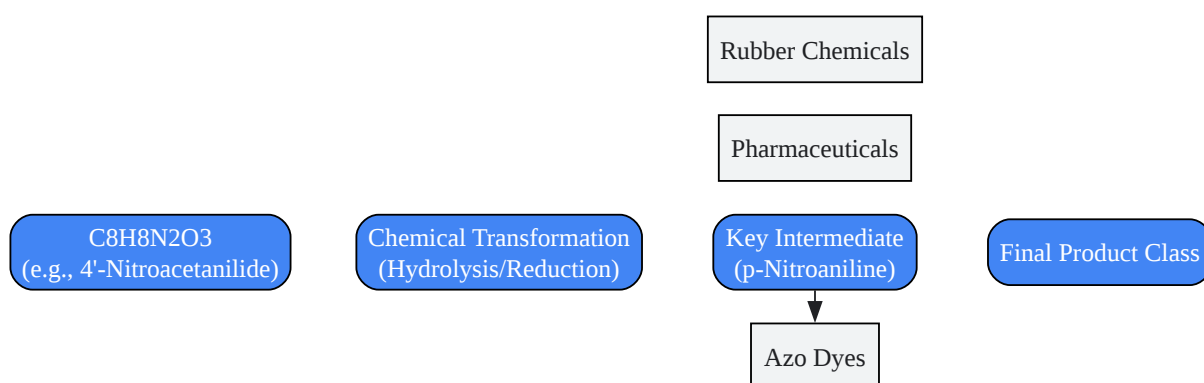 Rubber Chemicals
Pharmaceuticals
C8H8N2O3
(e.g., 4'-Nitroacetanilide)
Chemical Transformation
(Hydrolysis/Reduction)
Key Intermediate
(p-Nitroaniline)
Final Product Class
Azo Dyes